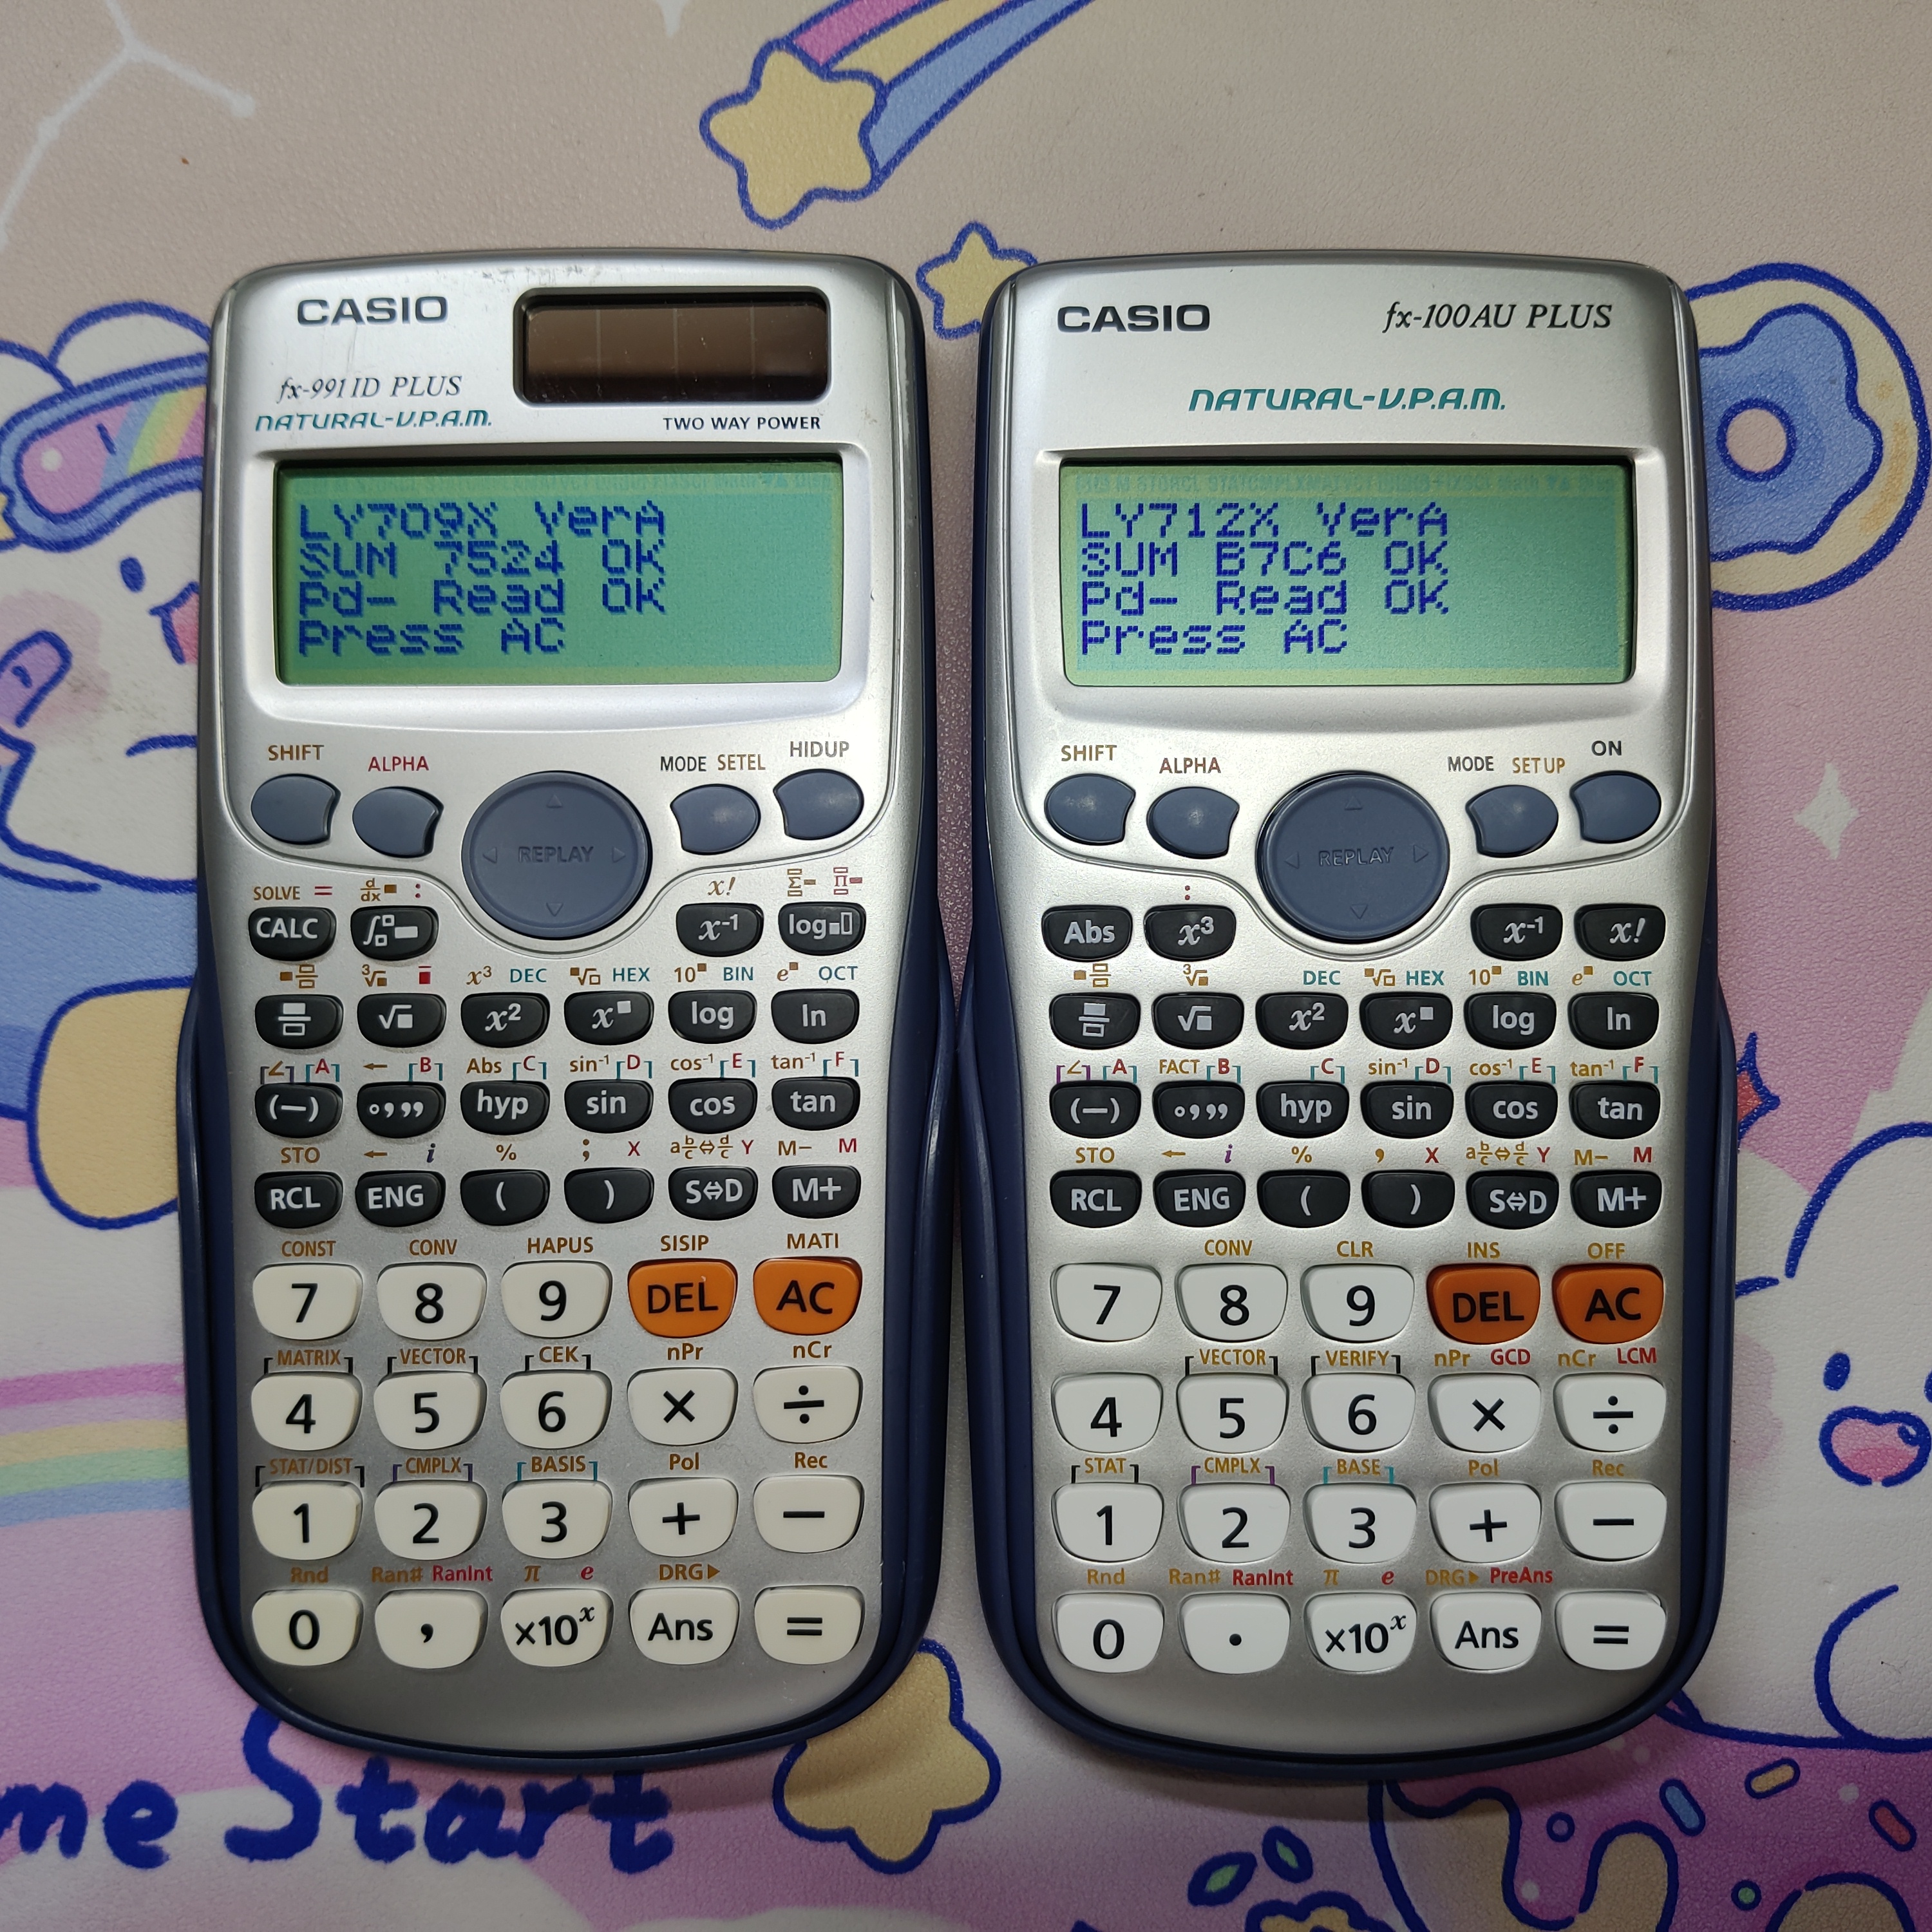 CASIO
fx-991ID PLUS
NATURAL-V.P.A.M.
TWO WAY POWER
LY709X VerA
SUM 7524 OK
Pd- Read OK
Press AC
SHIFT ALPHA MODE SETEL HIDUP
REPLAY
SOLVE = d/dx :  x! Σ Π
CALC ∫ x⁻¹ log
³√ x³ DEC √ HEX 10 BIN e OCT
√ x² x log ln
∠ A ← B Abs C sin⁻¹ D cos⁻¹ E tan⁻¹ F
(−) °,,, hyp sin cos tan
STO ← i % ; X a b/c⇔d/c Y M− M
RCL ENG ( ) S⇔D M+
CONST CONV HAPUS SISIP MATI
7 8 9 DEL AC
MATRIX VECTOR CEK nPr nCr
4 5 6 × ÷
STAT/DIST CMPLX BASIS Pol Rec
1 2 3 + −
Rnd Ran# RanInt π e DRG▶
0 , ×10ˣ Ans =
CASIO fx-100AU PLUS
NATURAL-V.P.A.M.
LY712X VerA
SUM B7C6 OK
Pd- Read OK
Press AC
SHIFT ALPHA MODE SETUP ON
REPLAY
:
Abs x³ x⁻¹ x!
³√ DEC √ HEX 10 BIN e OCT
√ x² x log ln
∠ A FACT B C sin⁻¹ D cos⁻¹ E tan⁻¹ F
(−) °,,, hyp sin cos tan
STO ← i % , X a b/c⇔d/c Y M− M
RCL ENG ( ) S⇔D M+
CONV CLR INS OFF
7 8 9 DEL AC
VECTOR VERIFY nPr GCD nCr LCM
4 5 6 × ÷
STAT CMPLX BASE Pol Rec
1 2 3 + −
Rnd Ran# RanInt π e DRG▶ PreAns
0 . ×10ˣ Ans =
me Start